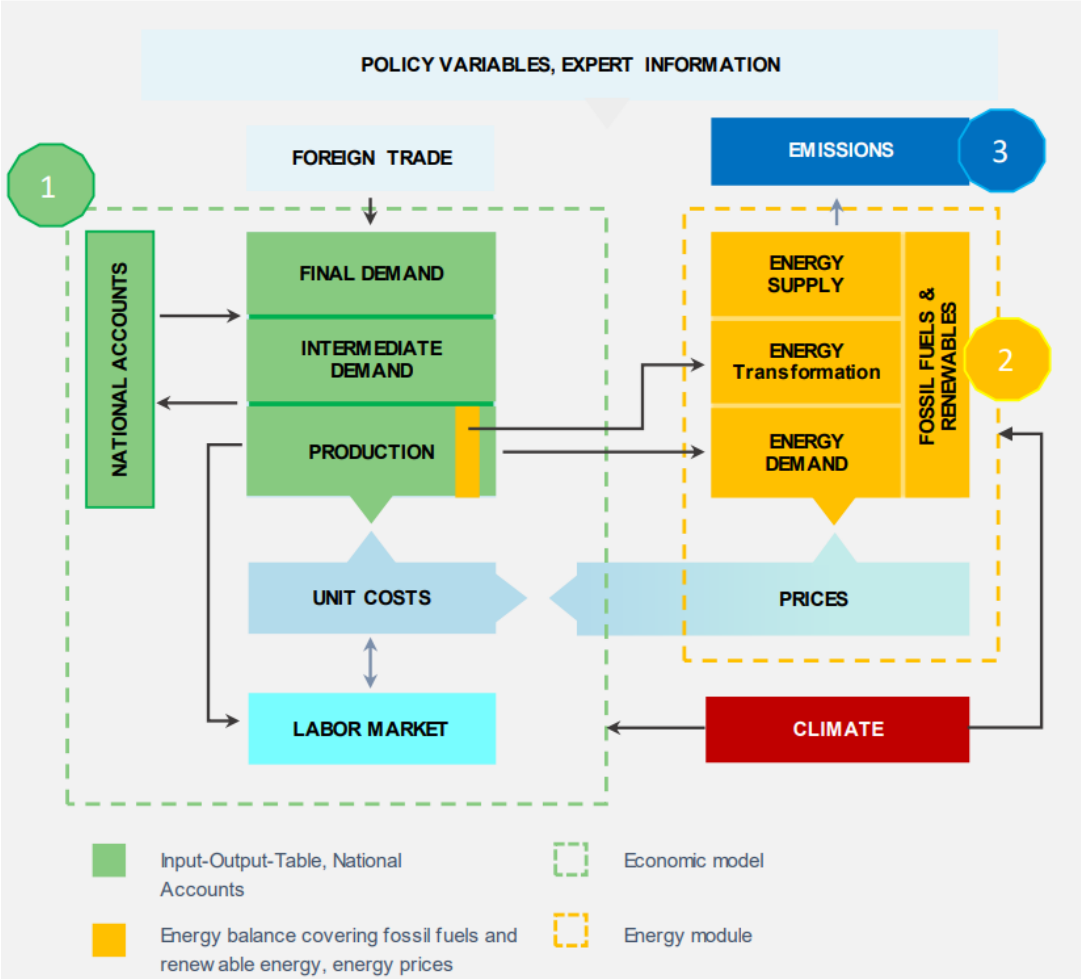 POLICY VARIABLES, EXPERT INFORMATION
FOREIGN TRADE
EMISSIONS
3
1
NATIONAL ACCOUNTS
FINAL DEMAND
INTERMEDIATE
DEMAND
PRODUCTION
ENERGY
SUPPLY
ENERGY
Transformation
ENERGY
DEMAND
FOSSIL FUELS &
RENEWABLES
2
UNIT COSTS
PRICES
LABOR MARKET
CLIMATE
Input-Output-Table, National
Accounts
Economic model
Energy balance covering fossil fuels and
renewable energy, energy prices
Energy module